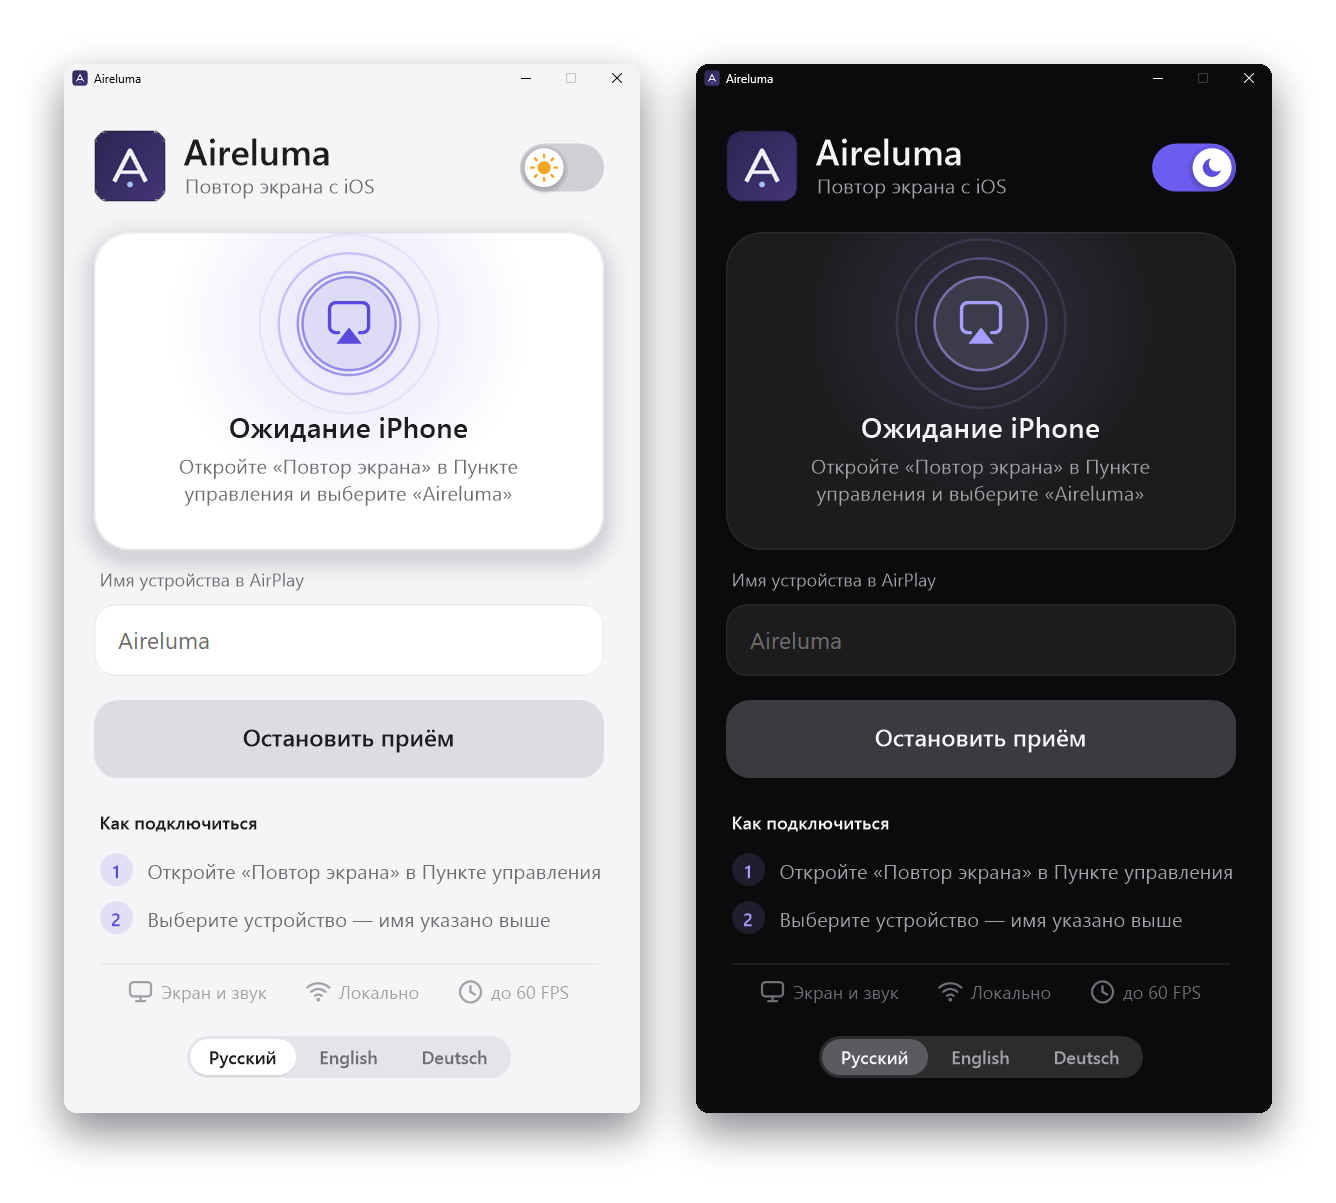 Aireluma
Aireluma
Повтор экрана с iOS
Ожидание iPhone
Откройте «Повтор экрана» в Пункте
управления и выберите «Aireluma»
Имя устройства в AirPlay
Aireluma
Остановить приём
Как подключиться
1 Откройте «Повтор экрана» в Пункте управления
2 Выберите устройство — имя указано выше
Экран и звук Локально до 60 FPS
Русский English Deutsch
Aireluma
Aireluma
Повтор экрана с iOS
Ожидание iPhone
Откройте «Повтор экрана» в Пункте
управления и выберите «Aireluma»
Имя устройства в AirPlay
Aireluma
Остановить приём
Как подключиться
1 Откройте «Повтор экрана» в Пункте управления
2 Выберите устройство — имя указано выше
Экран и звук Локально до 60 FPS
Русский English Deutsch